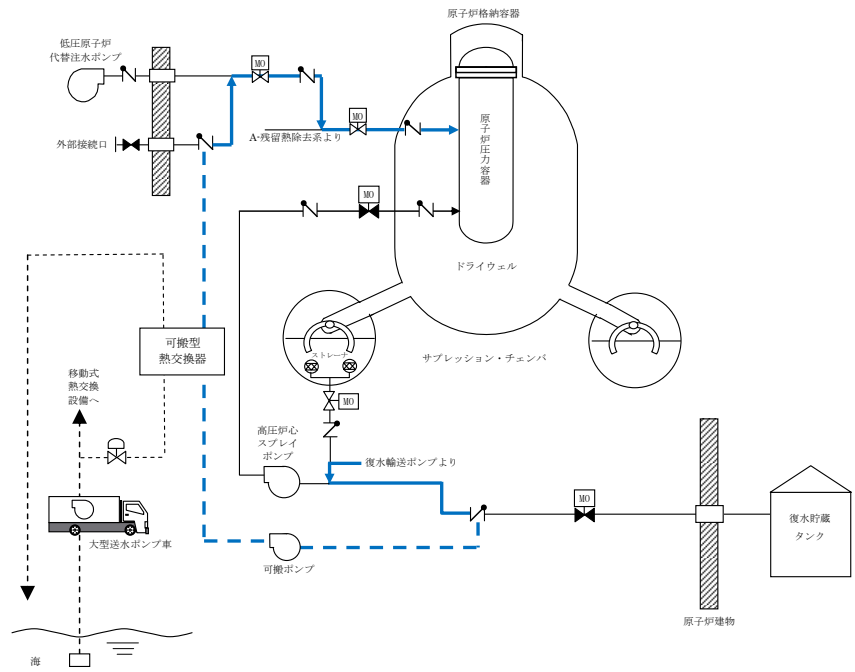 原子炉格納容器
低圧原子炉
代替注水ポンプ
MO
MO
A-残留熱除去系より
原子炉圧力容器
外部接続口
MO
ドライウェル
可搬型
熱交換器
ストレーナ
サプレッション・チェンバ
移動式
熱交換
設備へ
MO
高圧炉心
スプレイ
ポンプ
復水輸送ポンプより
MO
復水貯蔵
タンク
大型送水ポンプ車
可搬ポンプ
原子炉建物
海